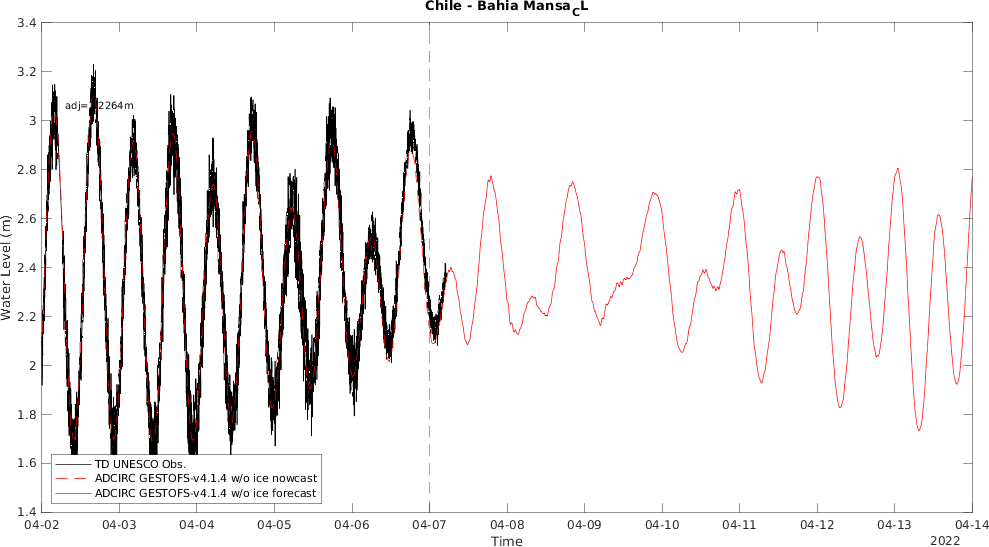 Chile - Bahia Mansa_CL
3.4
3.2
3
2.8
2.6
2.4
2.2
2
1.8
1.6
1.4
Water Level (m)
adj= 2264m
TD UNESCO Obs.
ADCIRC GESTOFS-v4.1.4 w/o ice nowcast
ADCIRC GESTOFS-v4.1.4 w/o ice forecast
04-02 04-03 04-04 04-05 04-06 04-07 04-08 04-09 04-10 04-11 04-12 04-13 04-14
Time
2022